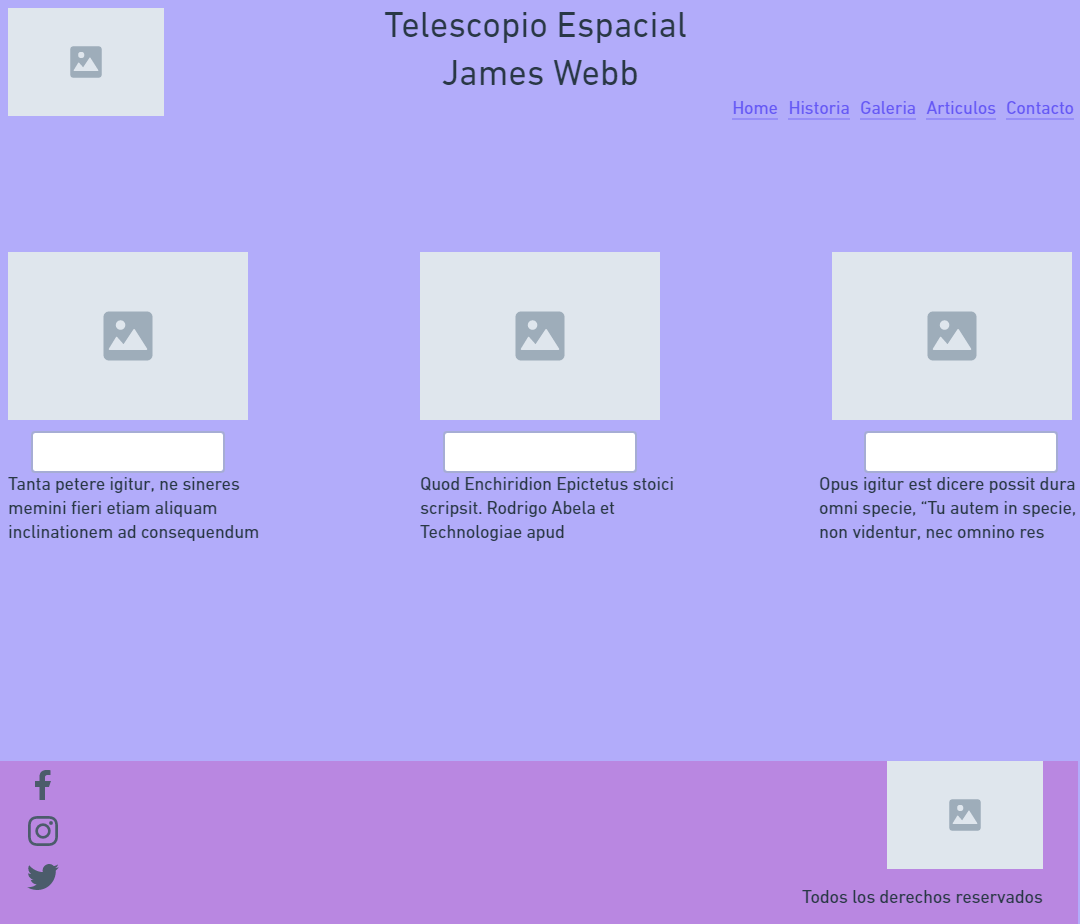 Telescopio Espacial
James Webb
Home Historia Galeria Articulos Contacto
Tanta petere igitur, ne sineres
memini fieri etiam aliquam
inclinationem ad consequendum
Quod Enchiridion Epictetus stoici
scripsit. Rodrigo Abela et
Technologiae apud
Opus igitur est dicere possit dura
omni specie, “Tu autem in specie,
non videntur, nec omnino res
Todos los derechos reservados